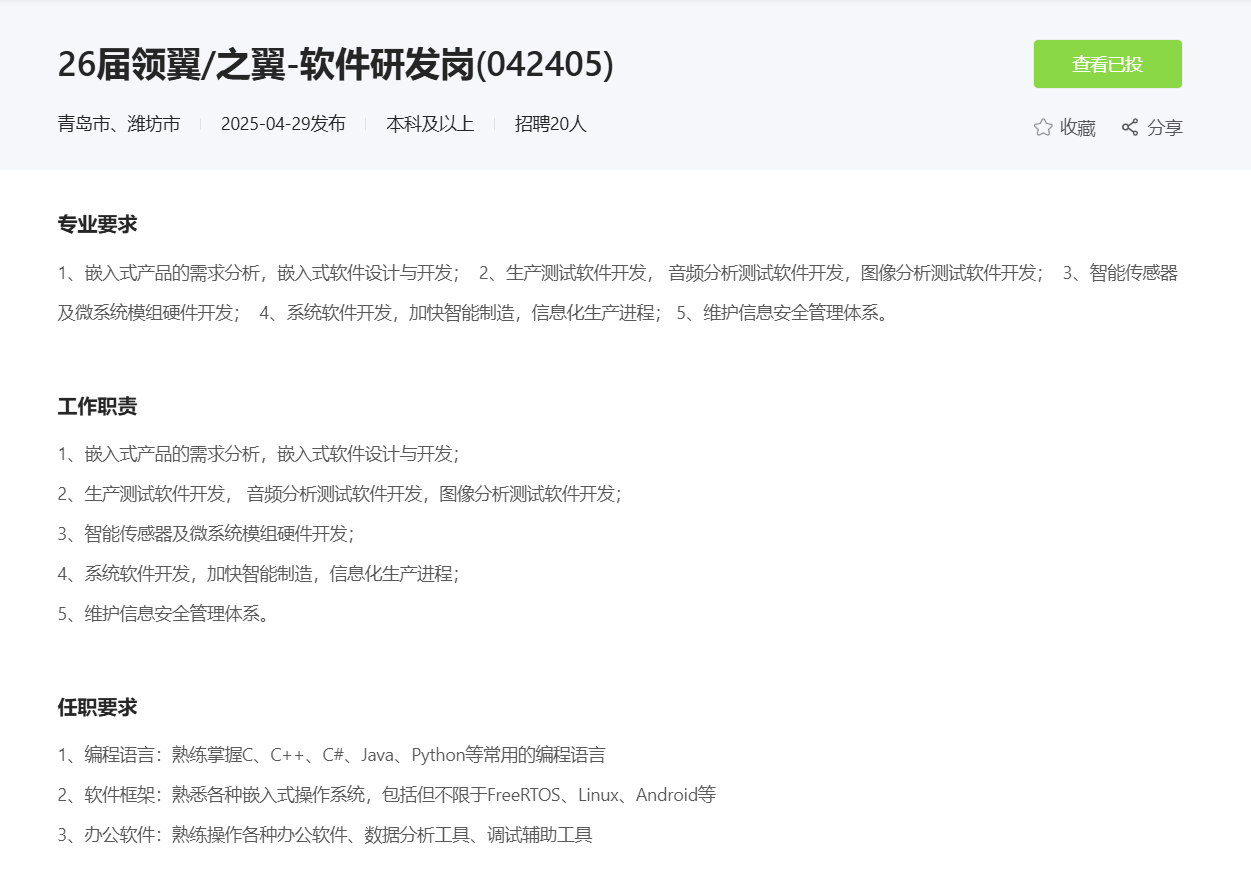 26届领翼/之翼-软件研发岗(042405)
查看已投
青岛市、潍坊市 2025-04-29发布 本科及以上 招聘20人
收藏 分享
专业要求
1、嵌入式产品的需求分析，嵌入式软件设计与开发； 2、生产测试软件开发， 音频分析测试软件开发，图像分析测试软件开发； 3、智能传感器
及微系统模组硬件开发； 4、系统软件开发，加快智能制造，信息化生产进程； 5、维护信息安全管理体系。
工作职责
1、嵌入式产品的需求分析，嵌入式软件设计与开发；
2、生产测试软件开发， 音频分析测试软件开发，图像分析测试软件开发；
3、智能传感器及微系统模组硬件开发；
4、系统软件开发，加快智能制造，信息化生产进程；
5、维护信息安全管理体系。
任职要求
1、编程语言：熟练掌握C、C++、C#、Java、Python等常用的编程语言
2、软件框架：熟悉各种嵌入式操作系统，包括但不限于FreeRTOS、Linux、Android等
3、办公软件：熟练操作各种办公软件、数据分析工具、调试辅助工具